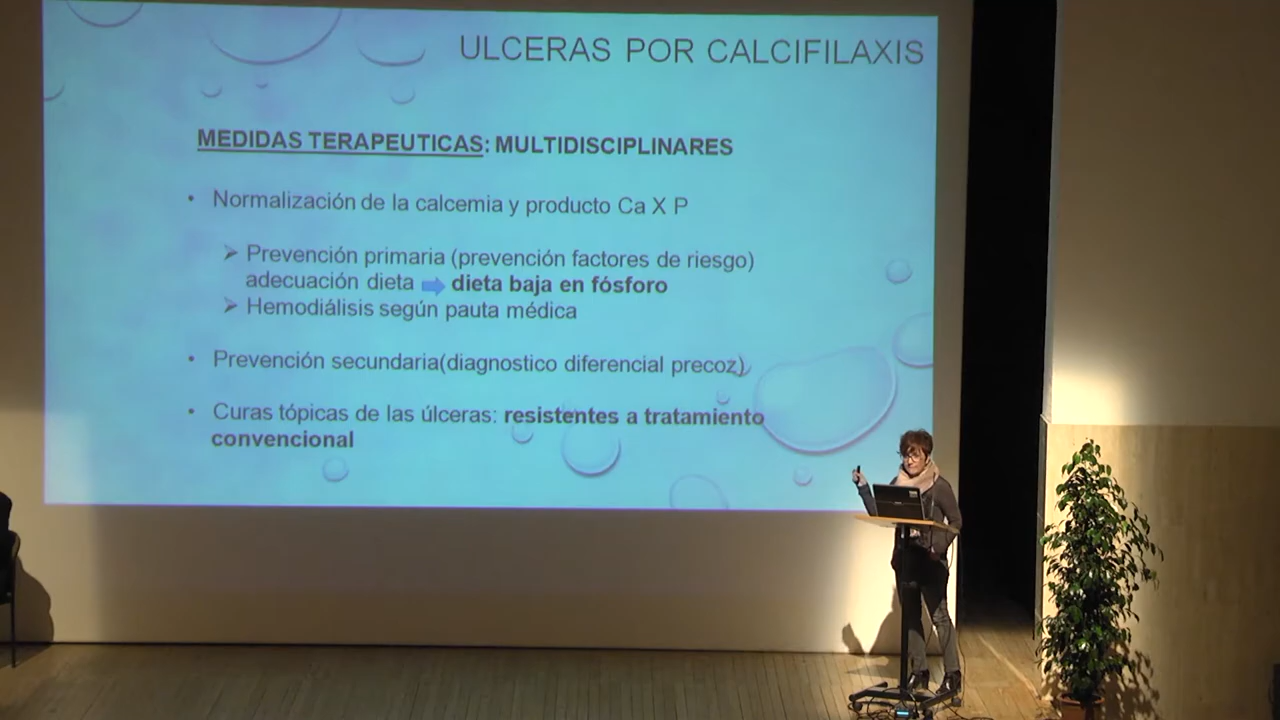 ULCERAS POR CALCIFILAXIS
MEDIDAS TERAPEUTICAS: MULTIDISCIPLINARES
• Normalización de la calcemia y producto Ca X P
➢ Prevención primaria (prevención factores de riesgo)
adecuación dieta ➡ dieta baja en fósforo
➢ Hemodiálisis según pauta médica
• Prevención secundaria(diagnostico diferencial precoz)
• Curas tópicas de las úlceras: resistentes a tratamiento
convencional